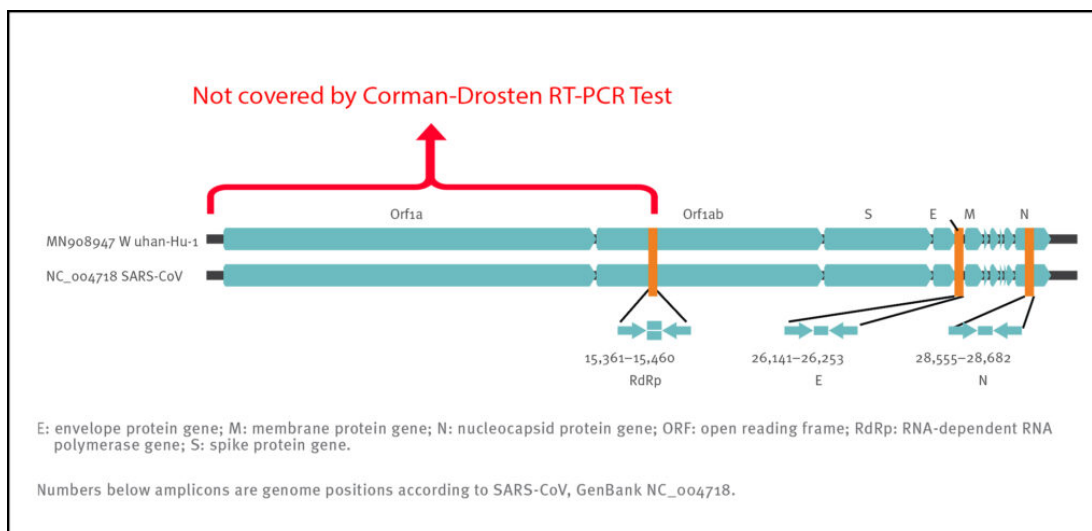 Not covered by Corman-Drosten RT-PCR Test
Orf1a Orf1ab S E M N
MN908947 W uhan-Hu-1
NC_004718 SARS-CoV
15,361–15,460 26,141–26,253 28,555–28,682
RdRp E N
E: envelope protein gene; M: membrane protein gene; N: nucleocapsid protein gene; ORF: open reading frame; RdRp: RNA-dependent RNA
polymerase gene; S: spike protein gene.
Numbers below amplicons are genome positions according to SARS-CoV, GenBank NC_004718.